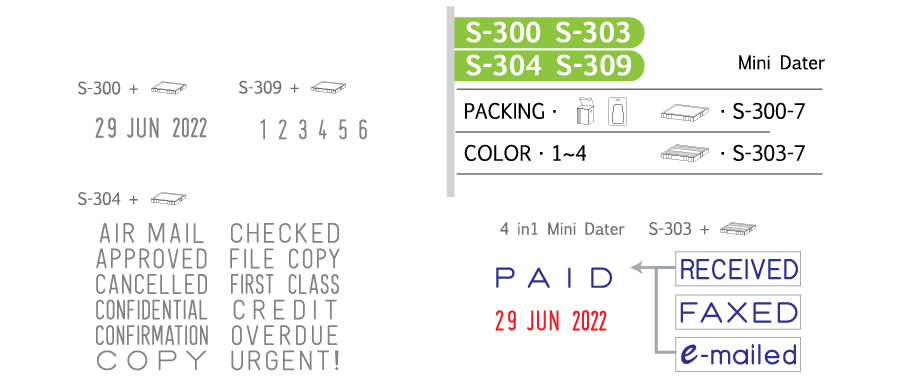 S-300 +
29 JUN 2022
S-309 +
1 2 3 4 5 6
S-304 +
AIR MAIL
APPROVED
CANCELLED
CONFIDENTIAL
CONFIRMATION
COPY
CHECKED
FILE COPY
FIRST CLASS
CREDIT
OVERDUE
URGENT!
S-300 S-303
S-304 S-309
Mini Dater
PACKING · · S-300-7
COLOR · 1~4 · S-303-7
4 in1 Mini Dater S-303 +
PAID
29 JUN 2022
RECEIVED
FAXED
e-mailed